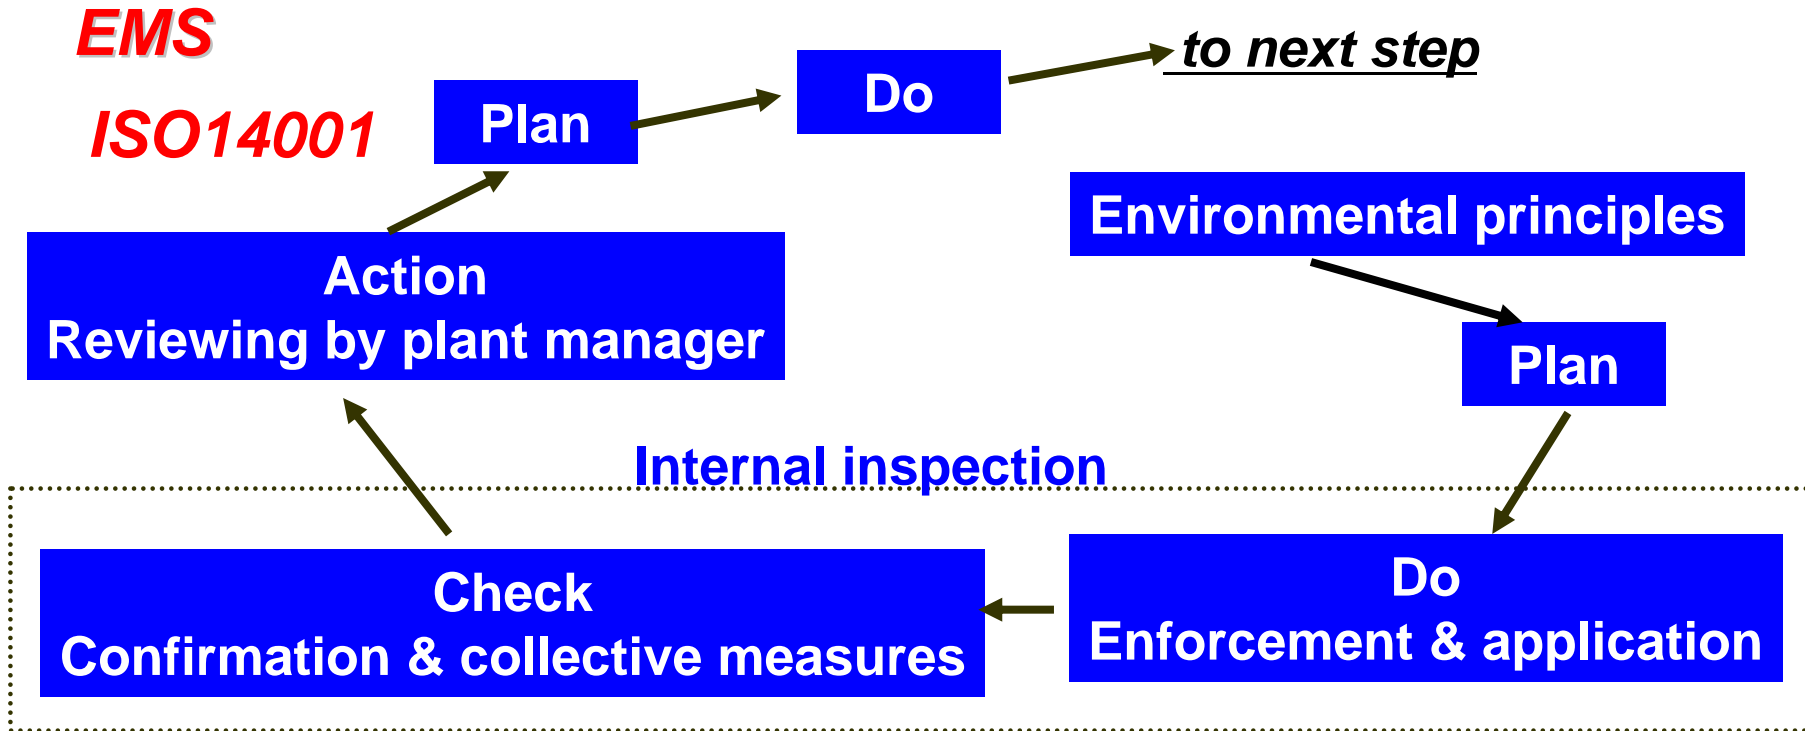 EMS
ISO14001
Plan
Do
to next step
Environmental principles
Plan
Action
Reviewing by plant manager
Internal inspection
Check
Confirmation & collective measures
Do
Enforcement & application